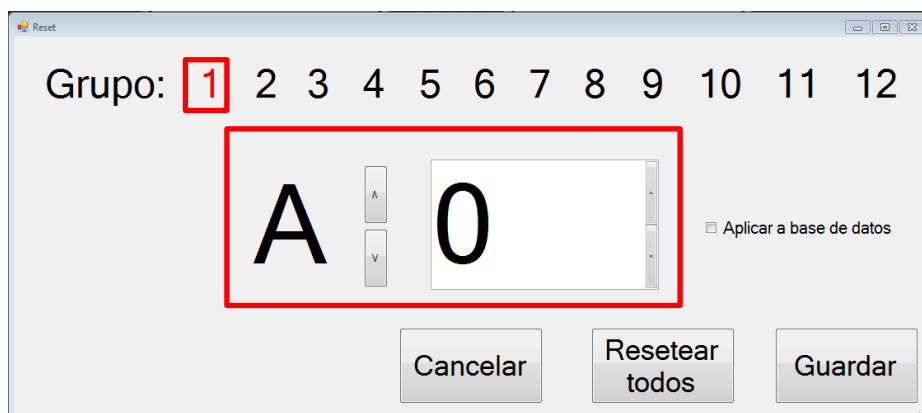 Reset
Grupo: 1 2 3 4 5 6 7 8 9 10 11 12
A 0
Aplicar a base de datos
Cancelar
Resetear
todos
Guardar